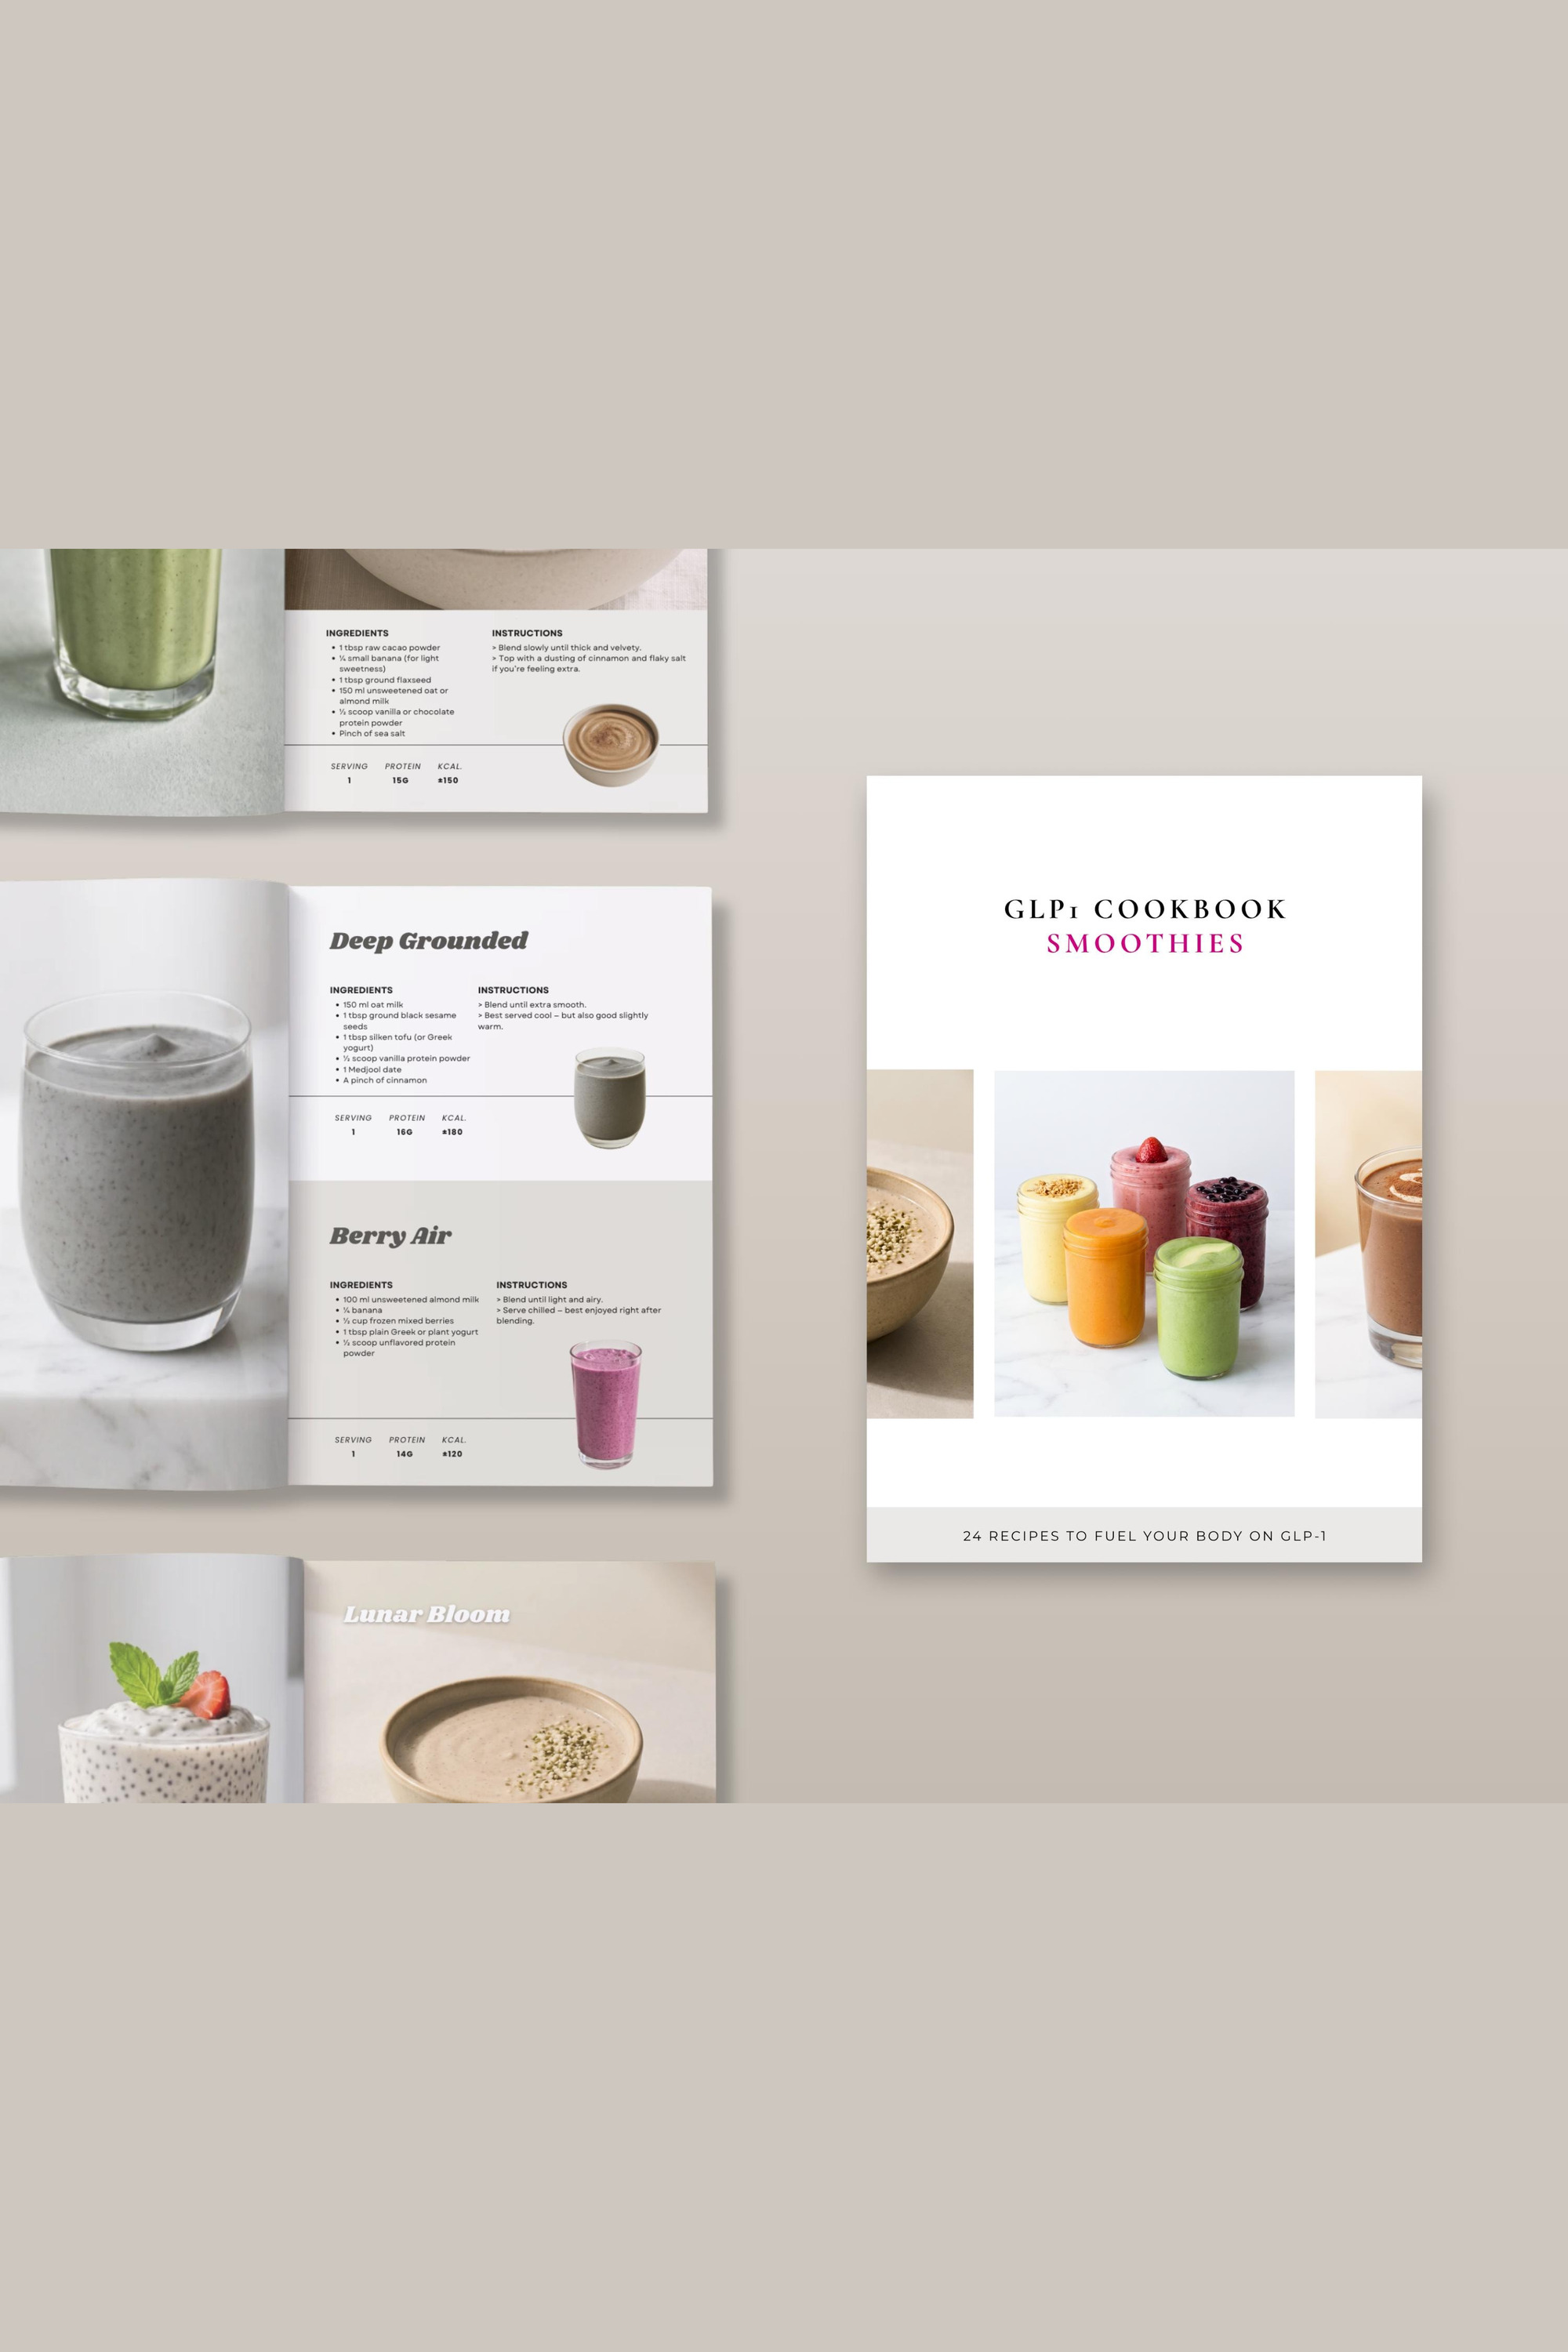 INGREDIENTS
• 1 tbsp raw cacao powder
• ¼ small banana (for light
sweetness)
• 1 tbsp ground flaxseed
• 150 ml unsweetened oat or
almond milk
• ½ scoop vanilla or chocolate
protein powder
• Pinch of sea salt
INSTRUCTIONS
> Blend slowly until thick and velvety.
> Top with a dusting of cinnamon and flaky salt
if you're feeling extra.
SERVING PROTEIN KCAL.
1 15G ±150
Deep Grounded
INGREDIENTS
• 150 ml oat milk
• 1 tbsp ground black sesame
seeds
• 1 tbsp silken tofu (or Greek
yogurt)
• ½ scoop vanilla protein powder
• 1 Medjool date
• A pinch of cinnamon
INSTRUCTIONS
> Blend until extra smooth.
> Best served cool – but also good slightly
warm.
SERVING PROTEIN KCAL.
1 16G ±180
Berry Air
INGREDIENTS
• 100 ml unsweetened almond milk
• ¼ banana
• ⅓ cup frozen mixed berries
• 1 tbsp plain Greek or plant yogurt
• ½ scoop unflavored protein
powder
INSTRUCTIONS
> Blend until light and airy.
> Serve chilled – best enjoyed right after
blending.
SERVING PROTEIN KCAL.
1 14G ±120
Lunar Bloom
GLP1 COOKBOOK
SMOOTHIES
24 RECIPES TO FUEL YOUR BODY ON GLP-1